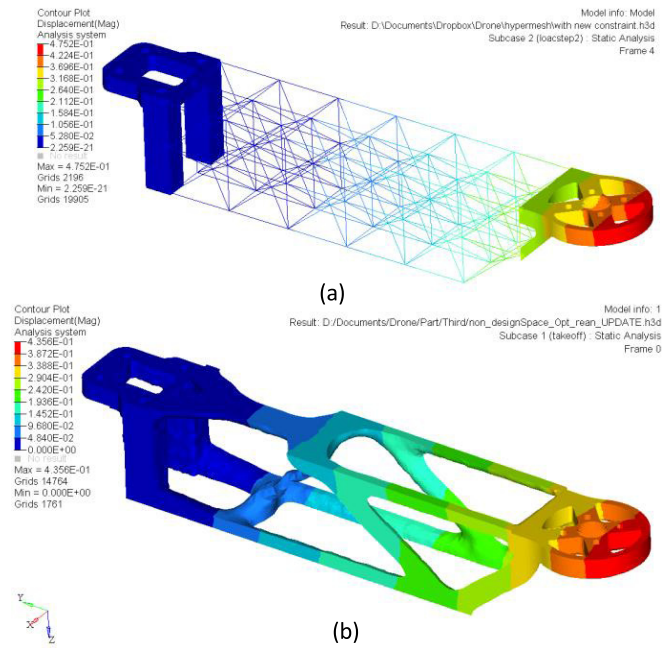 Contour Plot
Displacement(Mag)
Analysis system
4.752E-01
4.224E-01
3.696E-01
3.168E-01
2.640E-01
2.112E-01
1.584E-01
1.056E-01
5.280E-02
2.259E-21
No result
Max = 4.752E-01
Grids 2196
Min = 2.259E-21
Grids 19905
Model info: Model
Result: D:\Documents\Dropbox\Drone\hypermesh\with new constraint.h3d
Subcase 2 (loacstep2) : Static Analysis
Frame 4
(a)
Contour Plot
Displacement(Mag)
Analysis system
4.356E-01
3.872E-01
3.388E-01
2.904E-01
2.420E-01
1.936E-01
1.452E-01
9.680E-02
4.840E-02
0.000E+00
No result
Max = 4.356E-01
Grids 14764
Min = 0.000E+00
Grids 1761
Model info: 1
Result: D:/Documents/Drone/Part/Third/non_designSpace_Opt_rean_UPDATE.h3d
Subcase 1 (takeoff) : Static Analysis
Frame 0
Y
X
Z
(b)